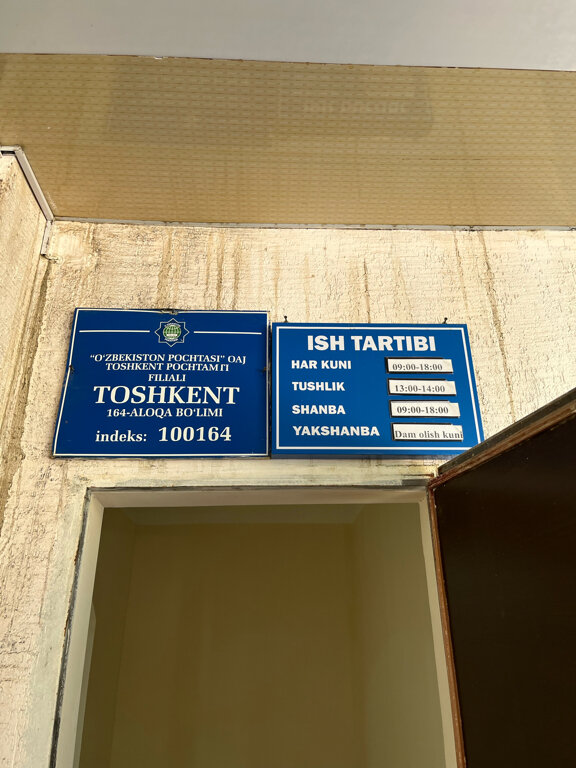 "O'ZBEKISTON POCHTASI" OAJ
TOSHKENT POCHTAMTI
FILIALI
TOSHKENT
164-ALOQA BO'LIMI
indeks: 100164
ISH TARTIBI
HAR KUNI 09:00-18:00
TUSHLIK 13:00-14:00
SHANBA 09:00-18:00
YAKSHANBA Dam olish kuni